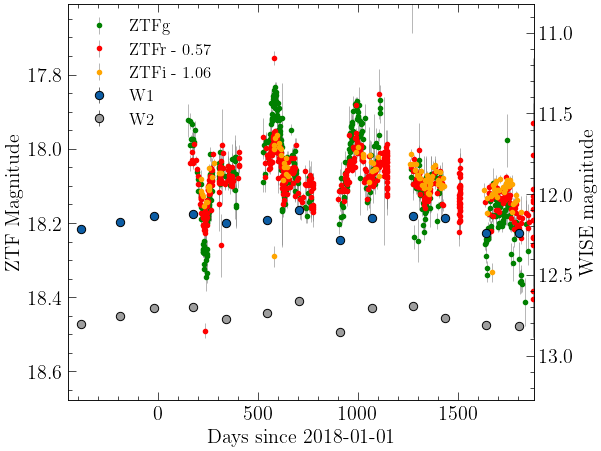 ZTFg
ZTFr - 0.57
ZTFi - 1.06
W1
W2
17.8
18.0
18.2
18.4
18.6
ZTF Magnitude
11.0
11.5
12.0
12.5
13.0
WISE magnitude
0
500
1000
1500
Days since 2018-01-01